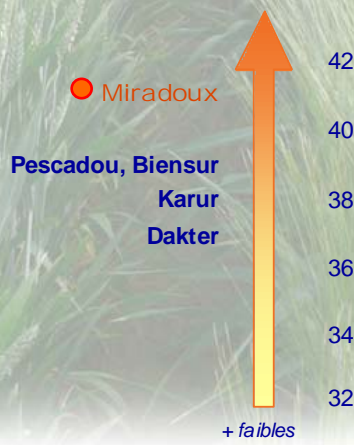 42
Miradoux
40
Pescadou, Biensur
Karur
38
Dakter
36
34
32
+ faibles